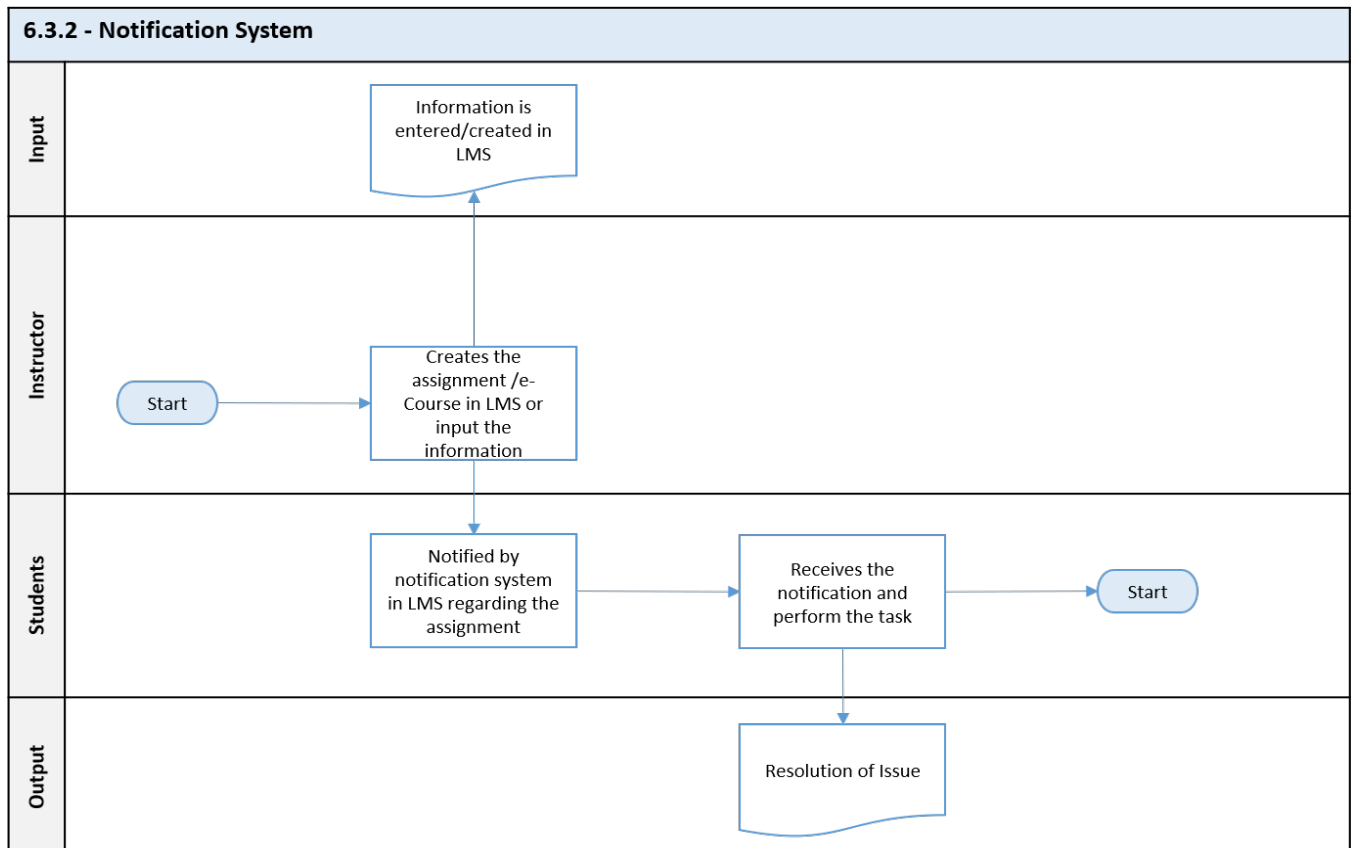 6.3.2 - Notification System
Input
Information is
entered/created in
LMS
Instructor
Start
Creates the
assignment /e-
Course in LMS or
input the
information
Students
Notified by
notification system
in LMS regarding the
assignment
Receives the
notification and
perform the task
Start
Output
Resolution of Issue